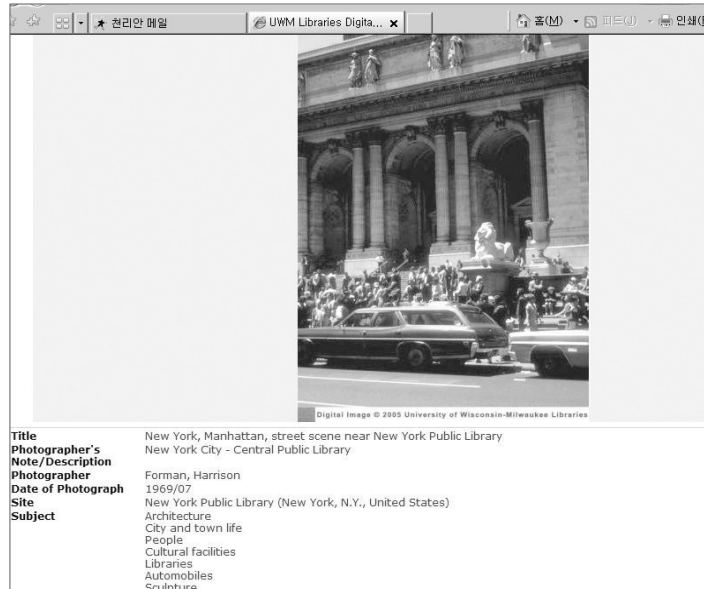 천리안 메일
UWM Libraries Digita...
홈(M)
피드(J)
인쇄(
Digital Image © 2005 University of Wisconsin-Milwaukee Libraries
Title New York, Manhattan, street scene near New York Public Library
Photographer's New York City - Central Public Library
Note/Description
Photographer Forman, Harrison
Date of Photograph 1969/07
Site New York Public Library (New York, N.Y., United States)
Subject Architecture
City and town life
People
Cultural facilities
Libraries
Automobiles
Sculpture